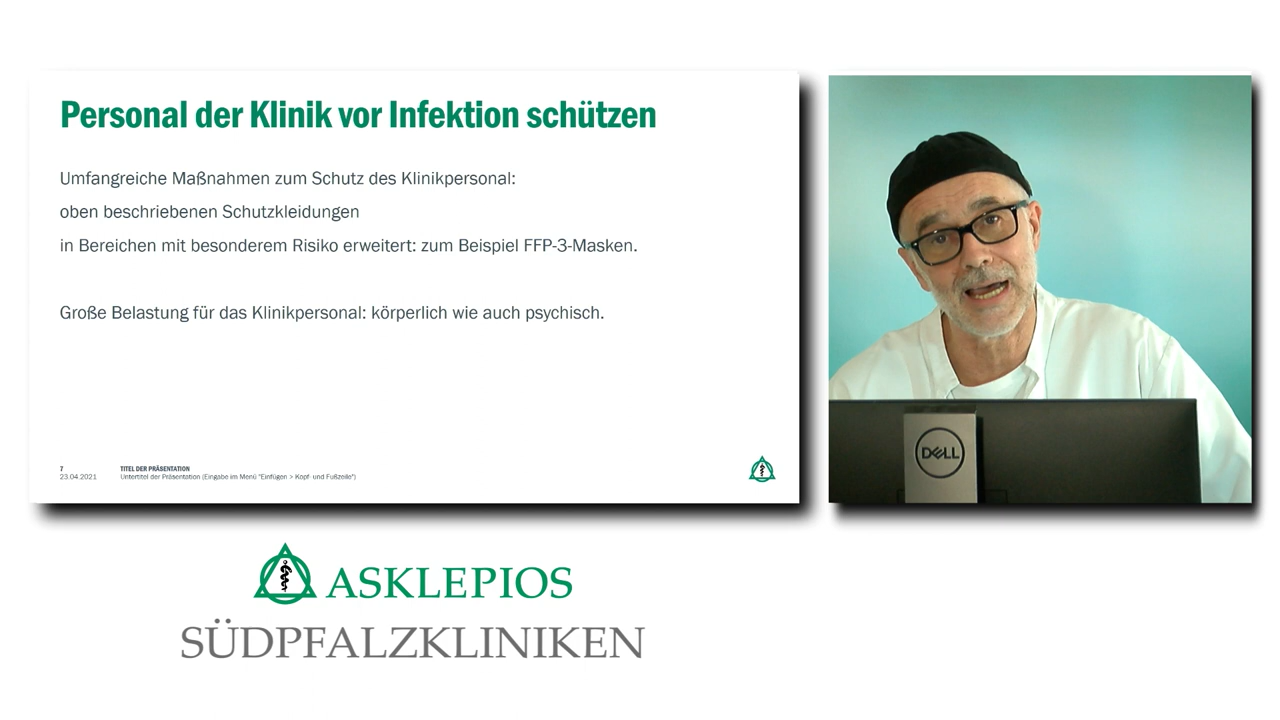 Personal der Klinik vor Infektion schützen
Umfangreiche Maßnahmen zum Schutz des Klinikpersonal:
oben beschriebenen Schutzkleidungen
in Bereichen mit besonderem Risiko erweitert: zum Beispiel FFP-3-Masken.
Große Belastung für das Klinikpersonal: körperlich wie auch psychisch.
7
23.04.2021
TITEL DER PRÄSENTATION
Untertitel der Präsentation (Eingabe im Menü "Einfügen > Kopf- und Fußzeile")
DELL
ASKLEPIOS
SÜDPFALZKLINIKEN